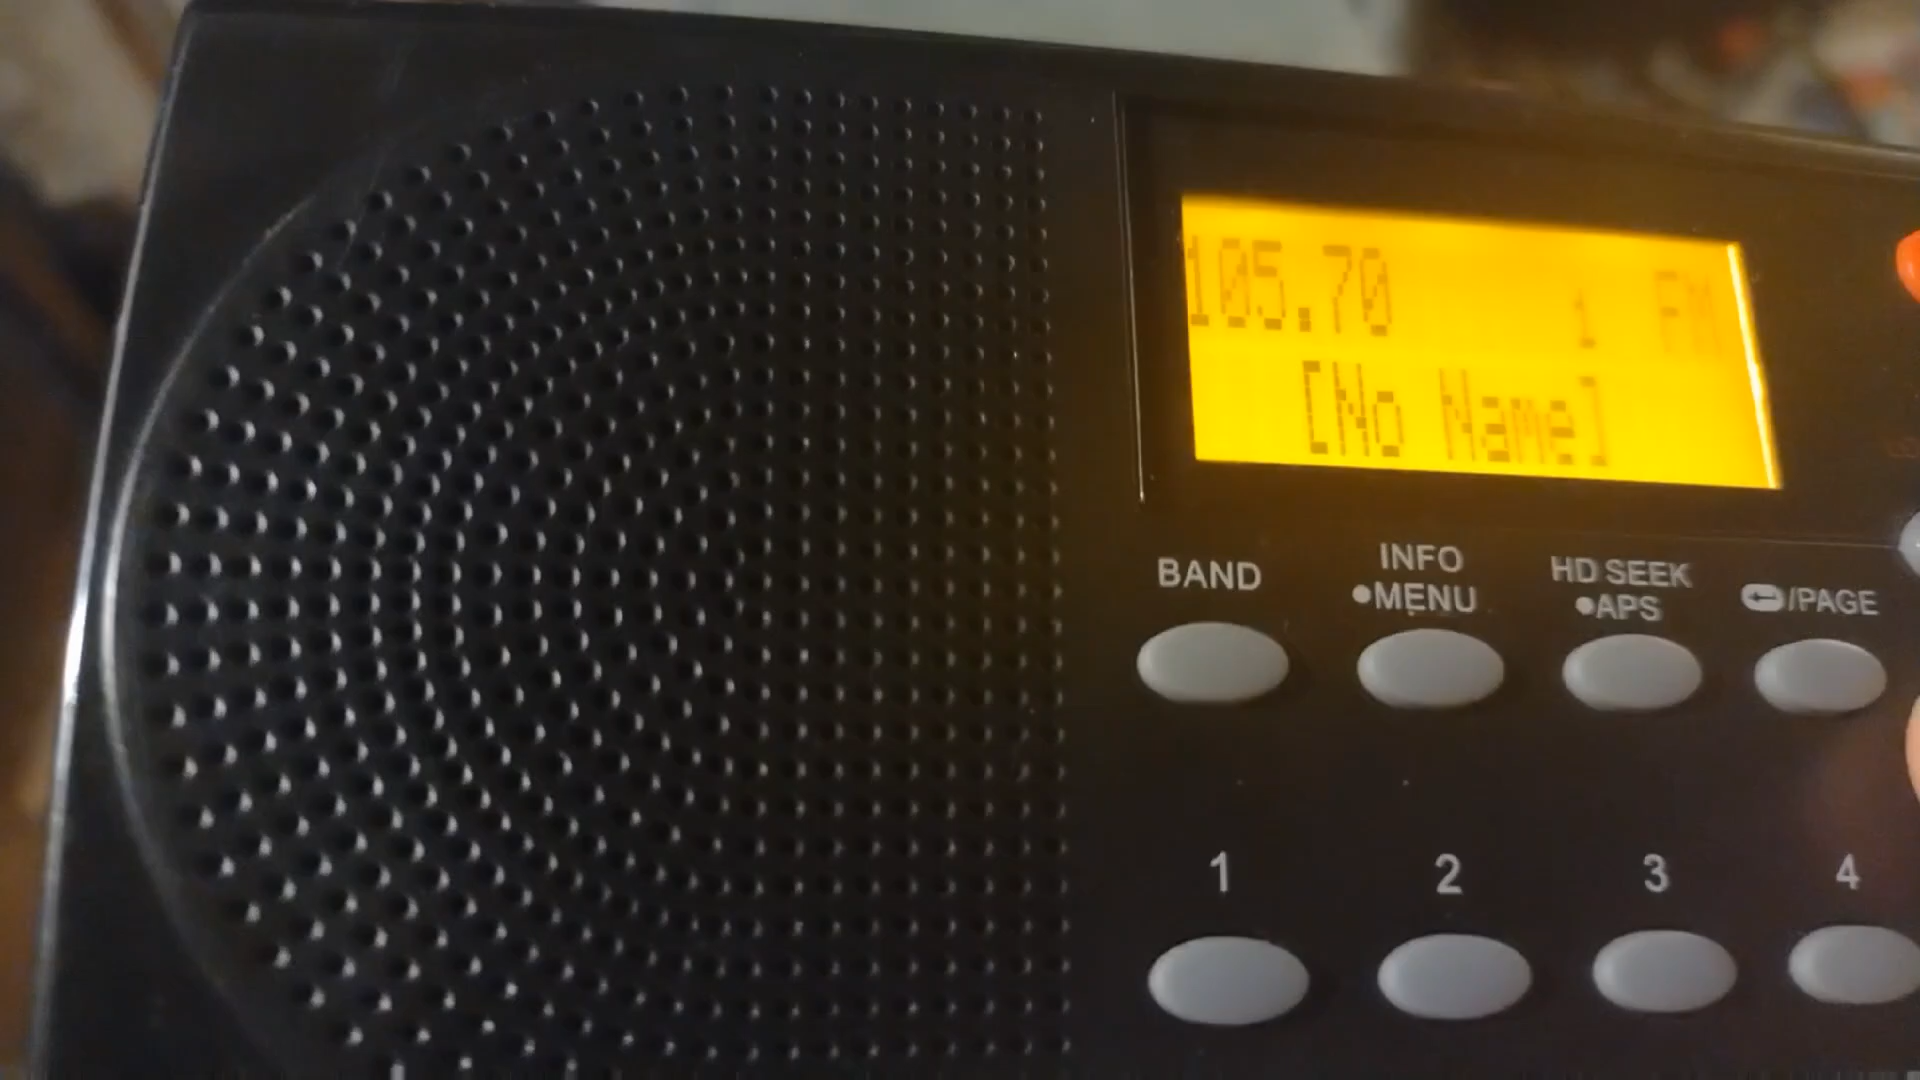 105.70 1 FM
[No Name]
BAND
INFO
•MENU
HD SEEK
•APS
/PAGE
1 2 3 4